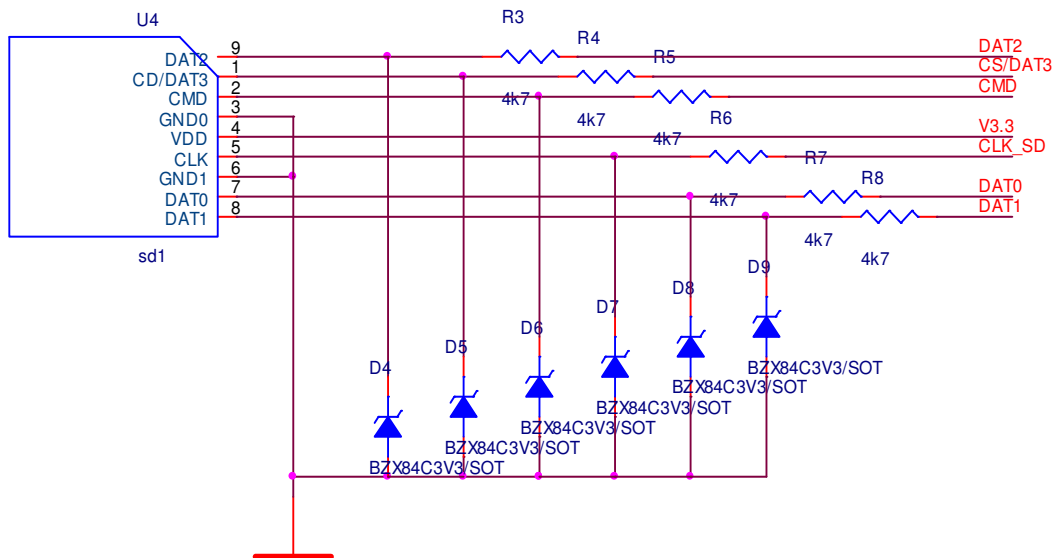 U4
R3
R4
R5
DAT2 9 DAT2
CD/DAT3 1 CS/DAT3
CMD 2 CMD
4k7
4k7
GND0 3
R6
VDD 4 V3.3
4k7
CLK 5 CLK_SD
R7
GND1 6
R8
DAT0 7 DAT0
4k7
DAT1 8 DAT1
4k7
4k7
sd1
D9
D8
D7
D6
D5
D4
BZX84C3V3/SOT
BZX84C3V3/SOT
BZX84C3V3/SOT
BZX84C3V3/SOT
BZX84C3V3/SOT
BZX84C3V3/SOT